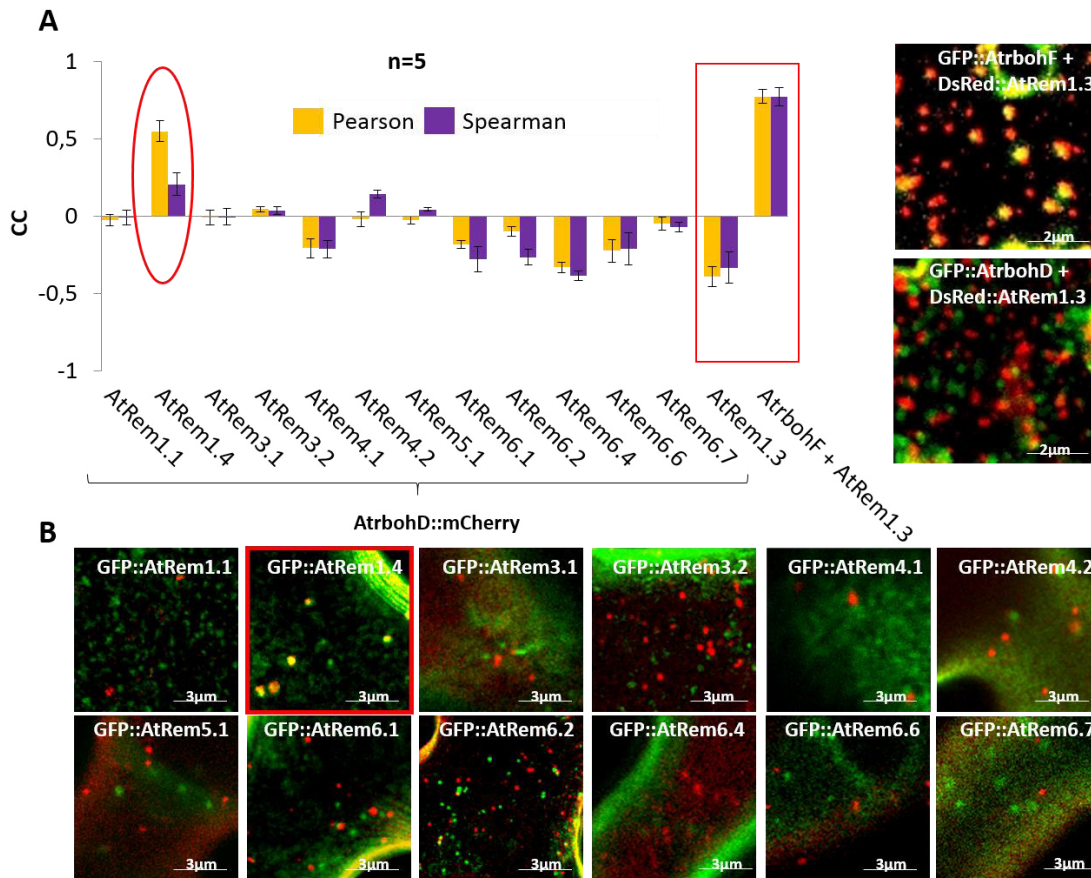 A
n=5
Pearson
Spearman
CC
1
0,5
0
-0,5
-1
AtRem1.1
AtRem1.4
AtRem3.1
AtRem3.2
AtRem4.1
AtRem4.2
AtRem5.1
AtRem6.1
AtRem6.2
AtRem6.4
AtRem6.6
AtRem6.7
AtRem1.3
AtrbohF + AtRem1.3
AtrbohD::mCherry
GFP::AtrbohF +
DsRed::AtRem1.3
2µm
GFP::AtrbohD +
DsRed::AtRem1.3
2µm
B
GFP::AtRem1.1
3µm
GFP::AtRem1.4
3µm
GFP::AtRem3.1
3µm
GFP::AtRem3.2
3µm
GFP::AtRem4.1
3µm
GFP::AtRem4.2
3µm
GFP::AtRem5.1
3µm
GFP::AtRem6.1
3µm
GFP::AtRem6.2
3µm
GFP::AtRem6.4
3µm
GFP::AtRem6.6
3µm
GFP::AtRem6.7
3µm